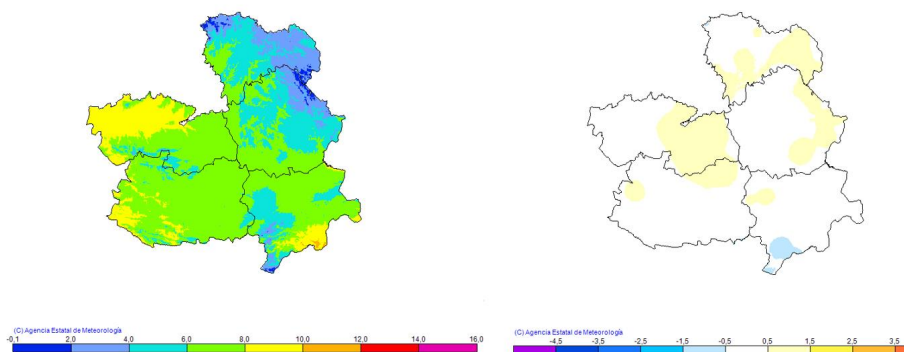 (C) Agencia Estatal de Meteorología
-0,1 2,0 4,0 6,0 8,0 10,0 12,0 14,0 16,0
(C) Agencia Estatal de Meteorología
-4.5 -3.5 -2.5 -1.5 -0.5 0.5 1.5 2.5 3.5